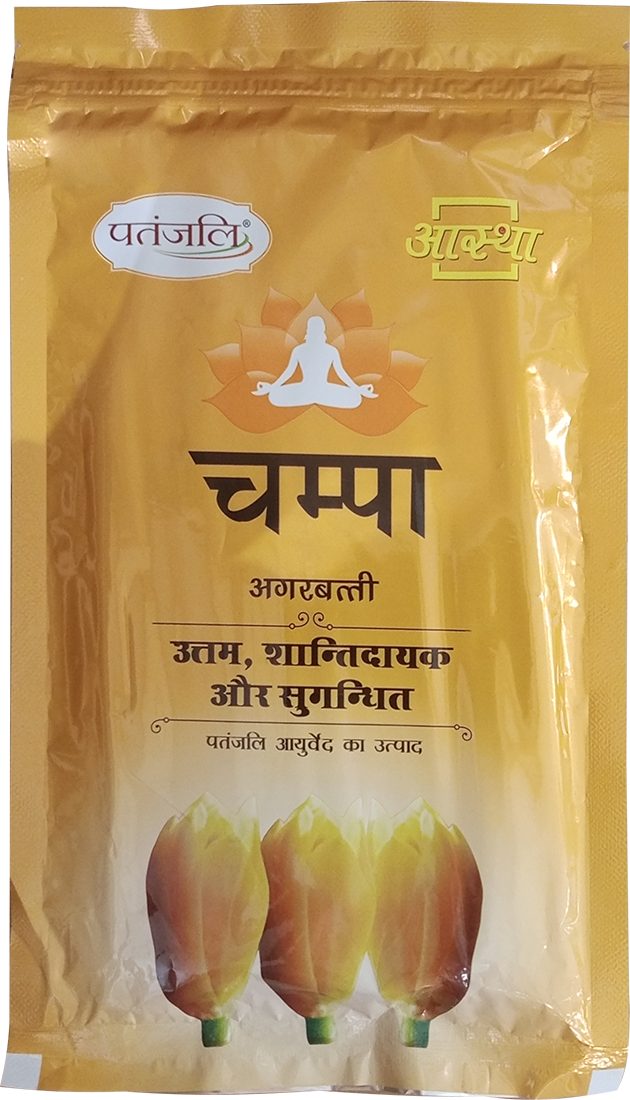 पतंजलि®
आस्था
चम्पा
अगरबत्ती
उत्तम, शान्तिदायक
और सुगन्धित
पतंजलि आयुर्वेद का उत्पाद